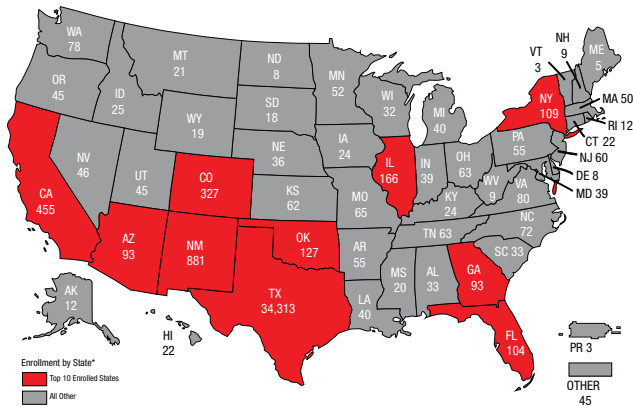 WA
78
OR
45
CA
455
ID
25
NV
46
MT
21
WY
19
UT
45
AZ
93
CO
327
NM
881
ND
8
SD
18
NE
36
KS
62
OK
127
TX
34,313
MN
52
IA
24
MO
65
AR
55
LA
40
WI
32
IL
166
MI
40
IN
39
OH
63
KY
24
TN 63
MS
20
AL
33
GA
93
FL
104
SC 33
NC
72
VA
80
WV
9
PA
55
NY
109
VT
3
NH
9
ME
5
MA 50
RI 12
CT 22
NJ 60
DE 8
MD 39
AK
12
HI
22
PR 3
OTHER
45
Enrollment by State*
Top 10 Enrolled States
All Other